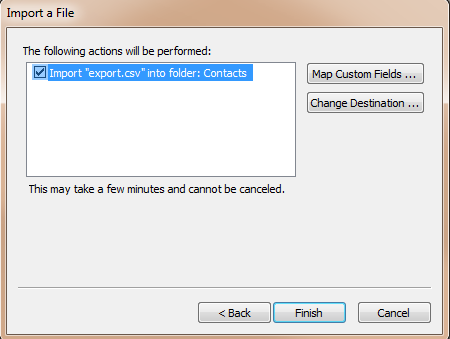 Import a File
The following actions will be performed:
Import "export.csv" into folder: Contacts
Map Custom Fields ...
Change Destination ...
This may take a few minutes and cannot be canceled.
< Back
Finish
Cancel